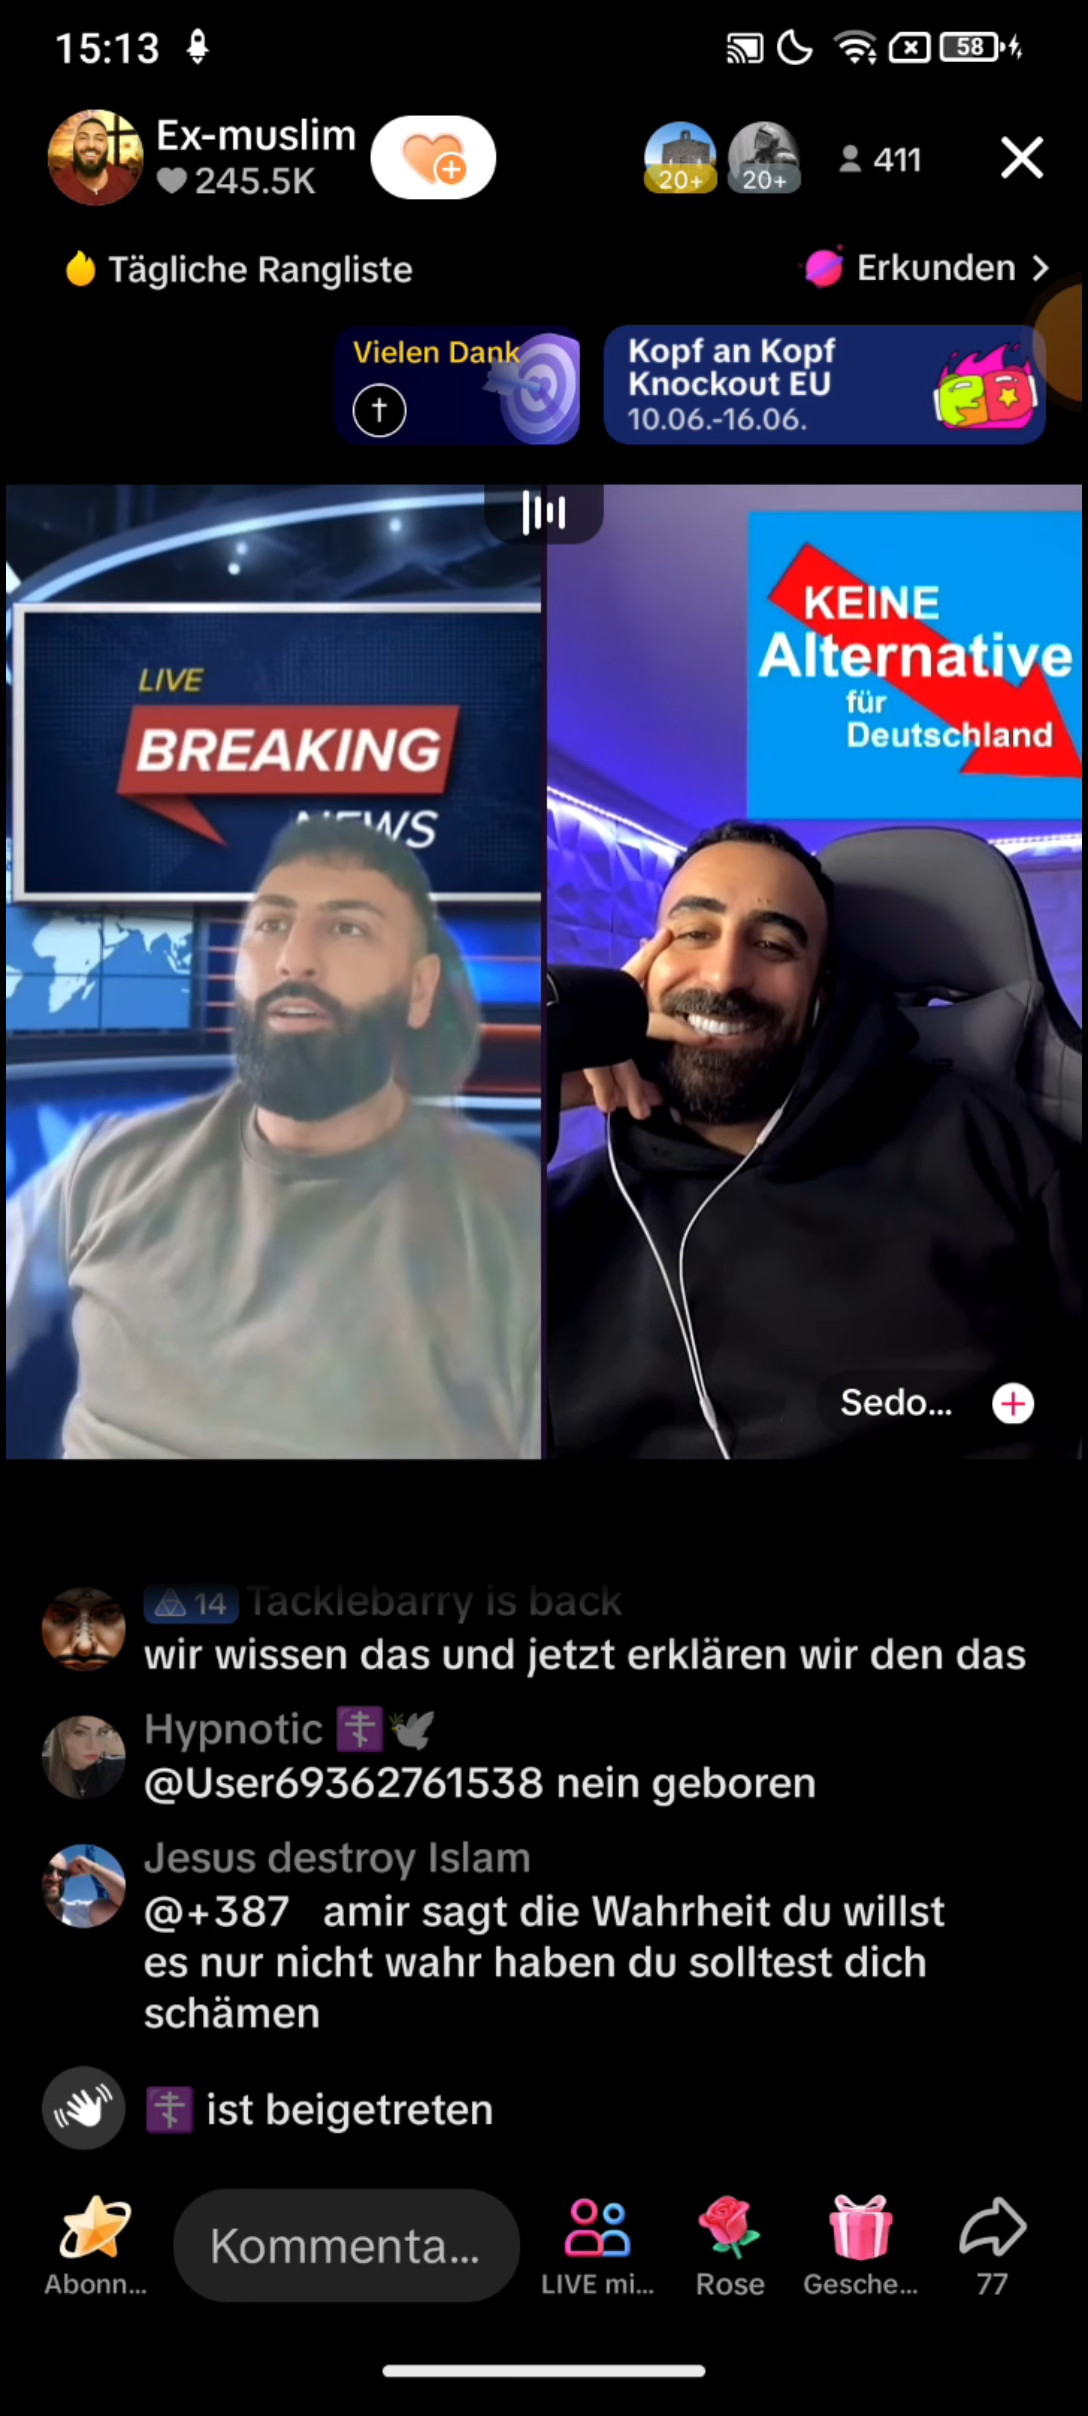 15:13
58
Ex-muslim
245.5K
20+
20+
411
Tägliche Rangliste
Erkunden >
Vielen Dank
Kopf an Kopf
Knockout EU
10.06.-16.06.
LIVE
BREAKING
NEWS
KEINE
Alternative
für
Deutschland
Sedo...
14 Tacklebarry is back
wir wissen das und jetzt erklären wir den das
Hypnotic ☦️🕊️
@User69362761538 nein geboren
Jesus destroy Islam
@+387 amir sagt die Wahrheit du willst
es nur nicht wahr haben du solltest dich
schämen
☦️ ist beigetreten
Kommenta...
Abonn...
LIVE mi...
Rose
Gesche...
77